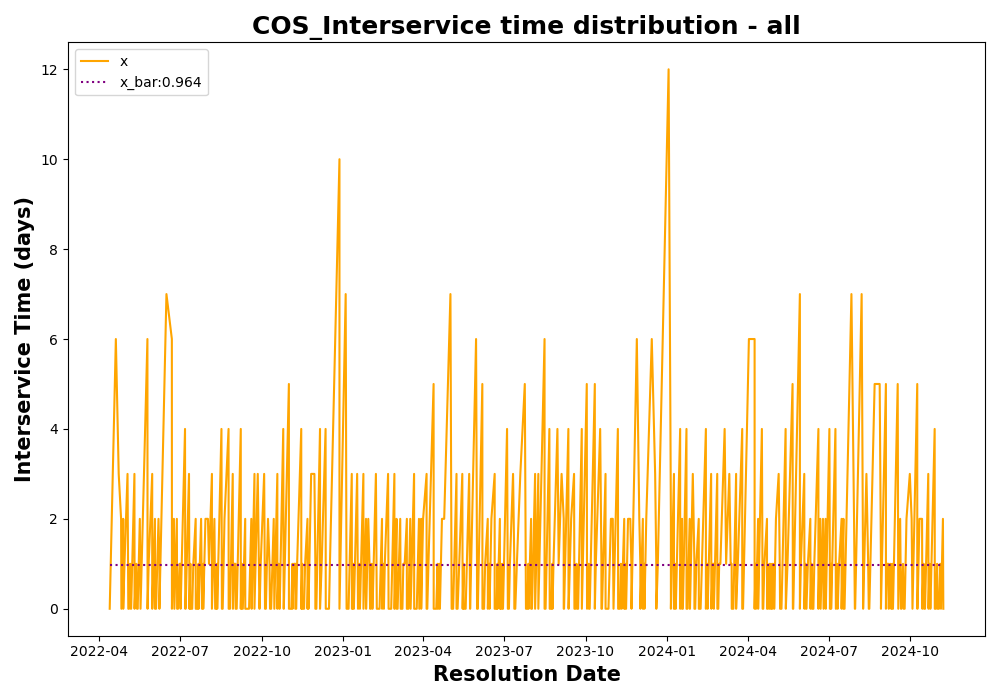 COS_Interservice time distribution - all
x
x_bar:0.964
Interservice Time (days)
12
10
8
6
4
2
0
2022-04 2022-07 2022-10 2023-01 2023-04 2023-07 2023-10 2024-01 2024-04 2024-07 2024-10
Resolution Date